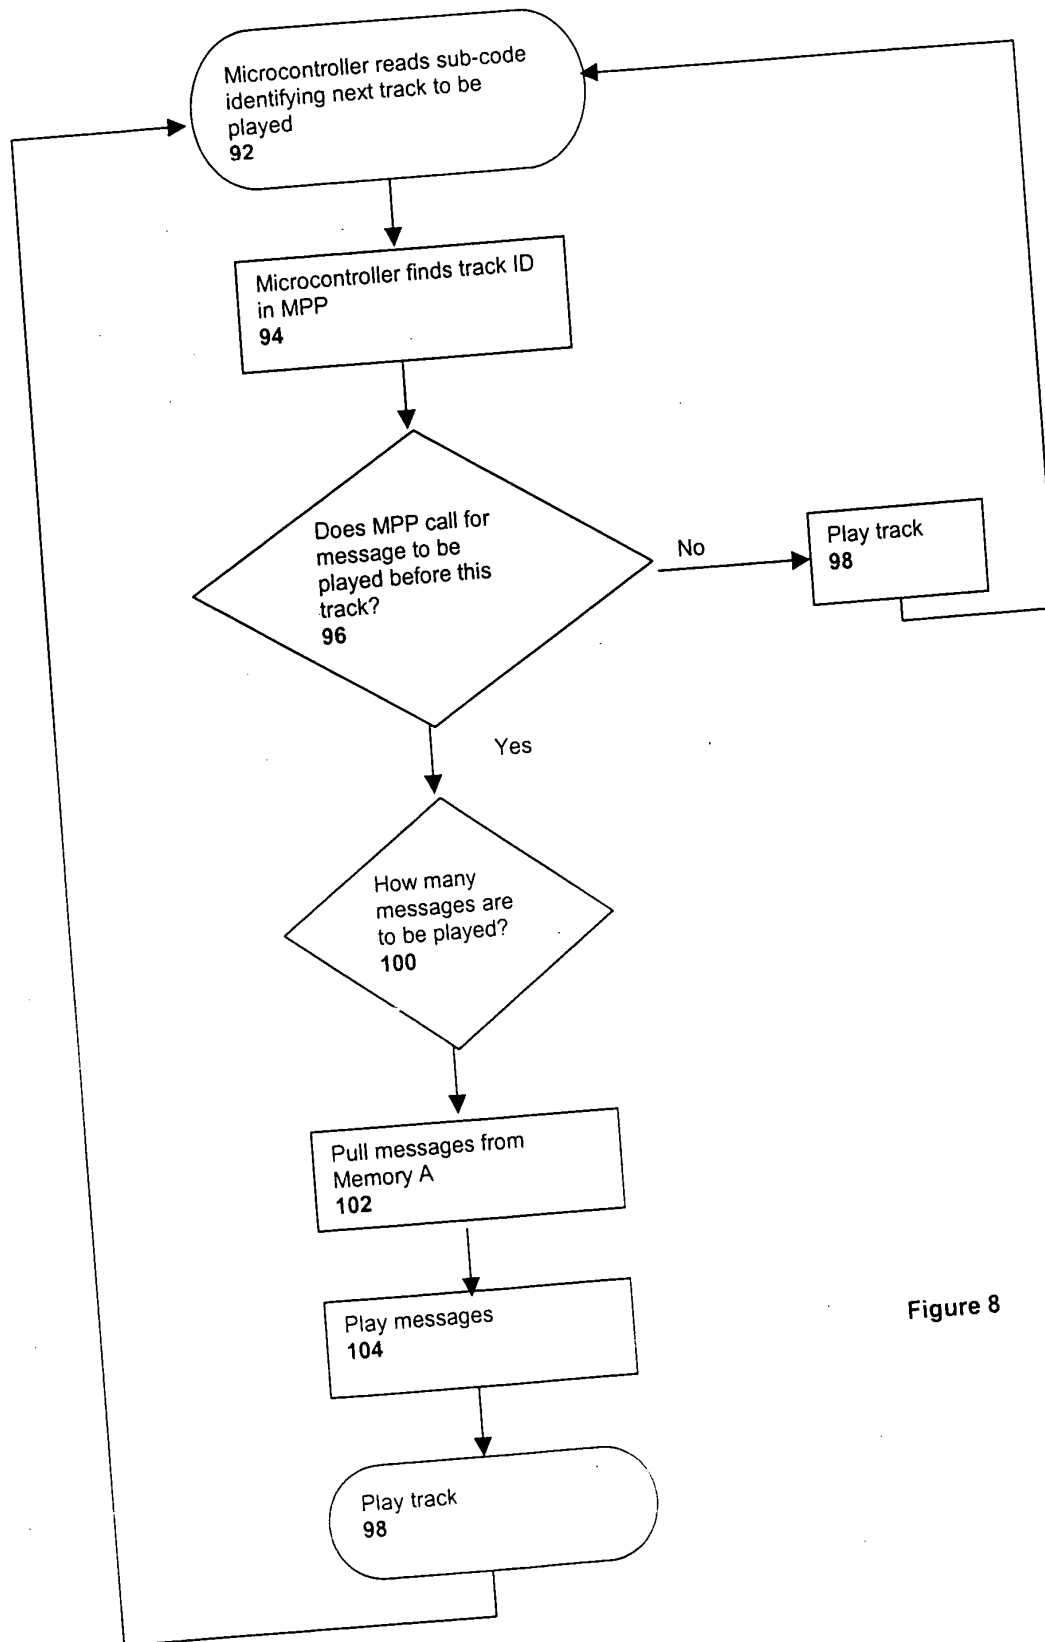 Microcontroller reads sub-code
identifying next track to be
played
92
Microcontroller finds track ID
in MPP
94
Does MPP call for
message to be
played before this
track?
96
No
Play track
98
Yes
How many
messages are
to be played?
100
Pull messages from
Memory A
102
Play messages
104
Figure 8
Play track
98